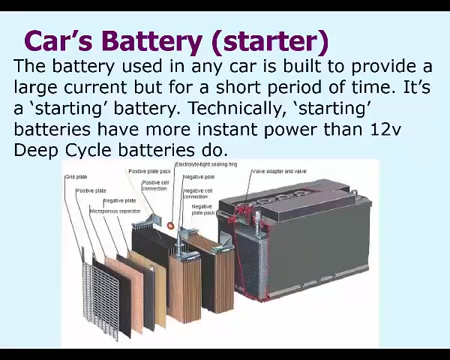 Car's Battery (starter)
The battery used in any car is built to provide a
large current but for a short period of time. It's
a 'starting' battery. Technically, 'starting'
batteries have more instant power than 12v
Deep Cycle batteries do.
Electrolyte-tight sealing ring
Positive plate pack
Negative pole
Valve adapter and valve
Grid plate
Positive cell
connection
Negative cell
connection
Positive plate
Negative plate
Negative
plate pack
Microporous separator